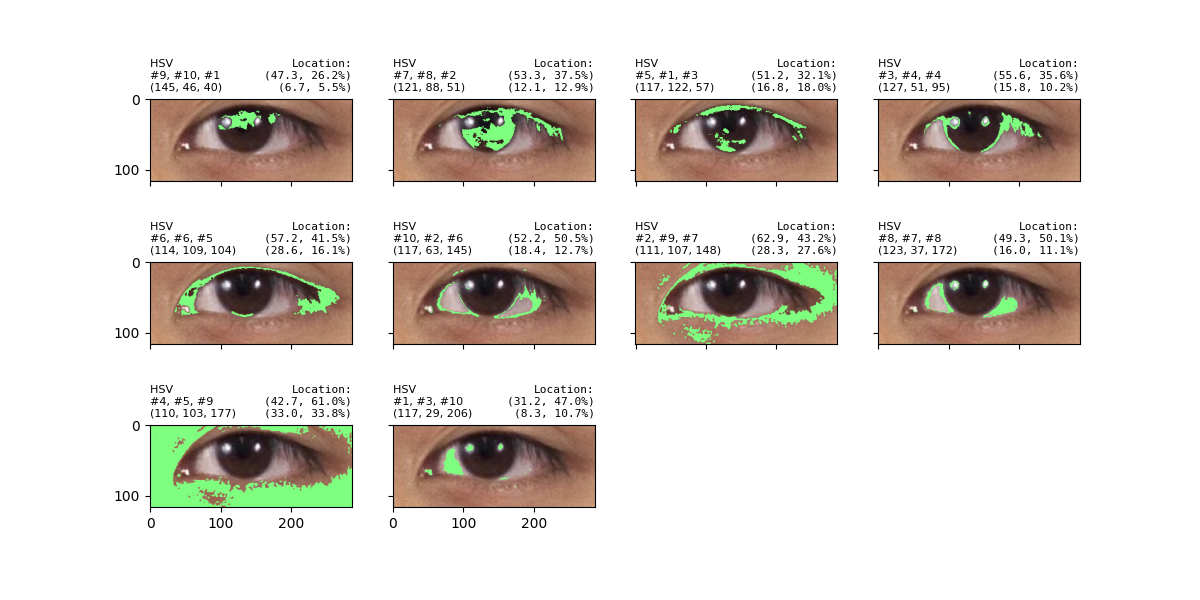 HSV Location:
#9, #10, #1 (47.3, 26.2%)
(145, 46, 40) (6.7, 5.5%)
HSV Location:
#7, #8, #2 (53.3, 37.5%)
(121, 88, 51) (12.1, 12.9%)
HSV Location:
#5, #1, #3 (51.2, 32.1%)
(117, 122, 57) (16.8, 18.0%)
HSV Location:
#3, #4, #4 (55.6, 35.6%)
(127, 51, 95) (15.8, 10.2%)
0
100
HSV Location:
#6, #6, #5 (57.2, 41.5%)
(114, 109, 104) (28.6, 16.1%)
HSV Location:
#10, #2, #6 (52.2, 50.5%)
(117, 63, 145) (18.4, 12.7%)
HSV Location:
#2, #9, #7 (62.9, 43.2%)
(111, 107, 148) (28.3, 27.6%)
HSV Location:
#8, #7, #8 (49.3, 50.1%)
(123, 37, 172) (16.0, 11.1%)
0
100
HSV Location:
#4, #5, #9 (42.7, 61.0%)
(110, 103, 177) (33.0, 33.8%)
HSV Location:
#1, #3, #10 (31.2, 47.0%)
(117, 29, 206) (8.3, 10.7%)
0
100
0 100 200
0 100 200